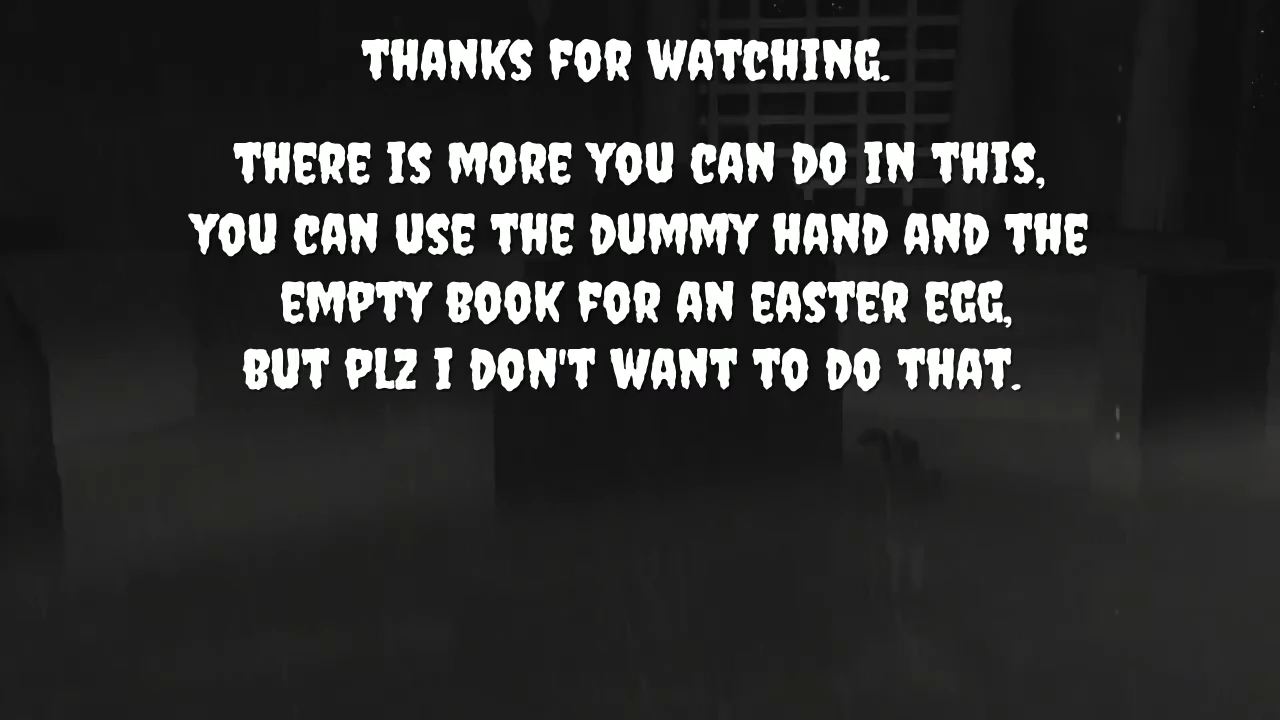 THANKS FOR WATCHING.
THERE IS MORE YOU CAN DO IN THIS,
YOU CAN USE THE DUMMY HAND AND THE
EMPTY BOOK FOR AN EASTER EGG,
BUT PLZ I DON'T WANT TO DO THAT.